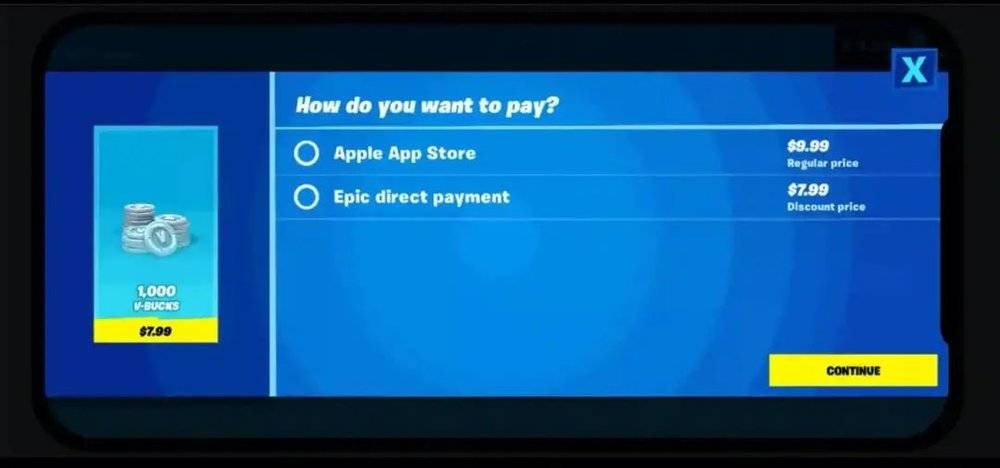 X
How do you want to pay?
Apple App Store
$9.99
Regular price
Epic direct payment
$7.99
Discount price
V
1,000
V-BUCKS
$7.99
CONTINUE